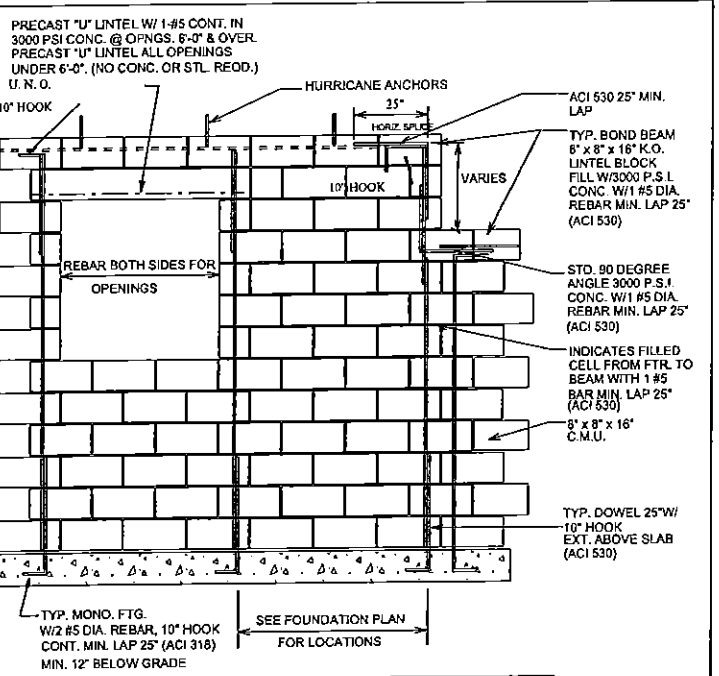 PRECAST "U" LINTEL W/ 1-#5 CONT. IN
3000 PSI CONC. @ OPNGS. 6'-0" & OVER.
PRECAST "U" LINTEL ALL OPENINGS
UNDER 6'-0". (NO CONC. OR STL. REQD.)
U. N. O.
10" HOOK
HURRICANE ANCHORS
25"
HORIZ. SPLICE
10" HOOK
VARIES
REBAR BOTH SIDES FOR
OPENINGS
ACI 530 25" MIN.
LAP
TYP. BOND BEAM
8" x 8" x 16" K.O.
LINTEL BLOCK
FILL W/3000 P.S.I.
CONC. W/1 #5 DIA.
REBAR MIN. LAP 25"
(ACI 530)
STD. 90 DEGREE
ANGLE 3000 P.S.I.
CONC. W/1 #5 DIA.
REBAR MIN. LAP 25"
(ACI 530)
INDICATES FILLED
CELL FROM FTR. TO
BEAM WITH 1 #5
BAR MIN. LAP 25"
(ACI 530)
8" x 8" x 16"
C.M.U.
TYP. DOWEL 25"W/
10" HOOK
EXT. ABOVE SLAB
(ACI 530)
TYP. MONO. FTG.
W/2 #5 DIA. REBAR, 10" HOOK
CONT. MIN. LAP 25" (ACI 318)
MIN. 12" BELOW GRADE
SEE FOUNDATION PLAN
FOR LOCATIONS